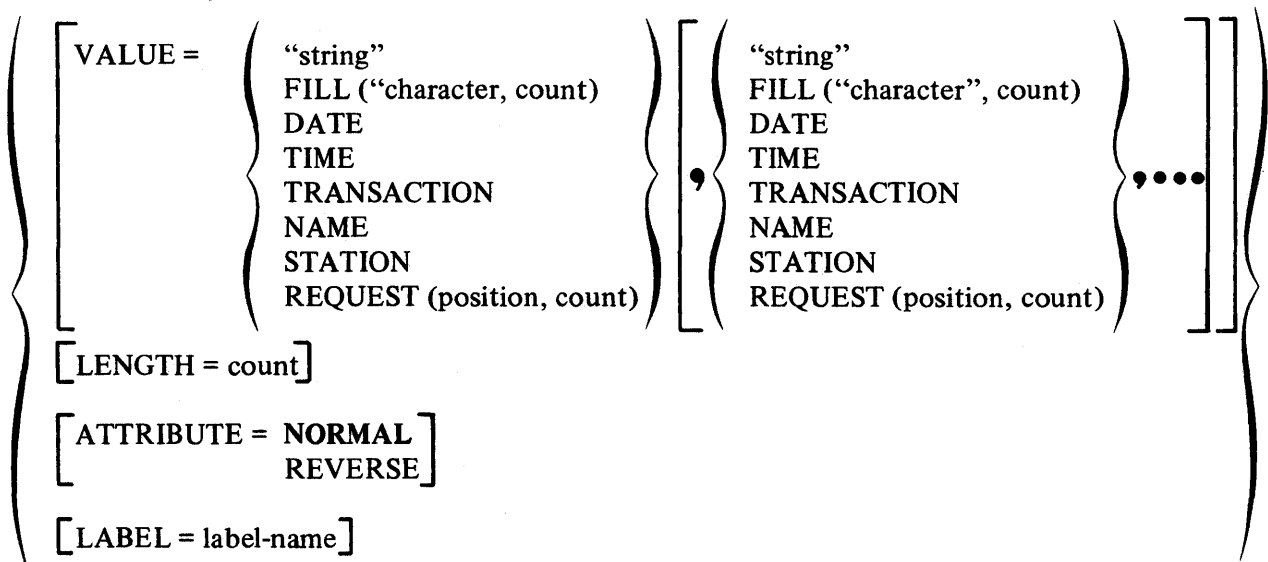 VALUE = “string” , “string”
FILL (“character, count) FILL (“character”, count)
DATE DATE
TIME TIME
TRANSACTION , TRANSACTION , ••••
NAME NAME
STATION STATION
REQUEST (position, count) REQUEST (position, count)
[LENGTH = count]
[ATTRIBUTE = NORMAL
REVERSE]
[LABEL = label-name]